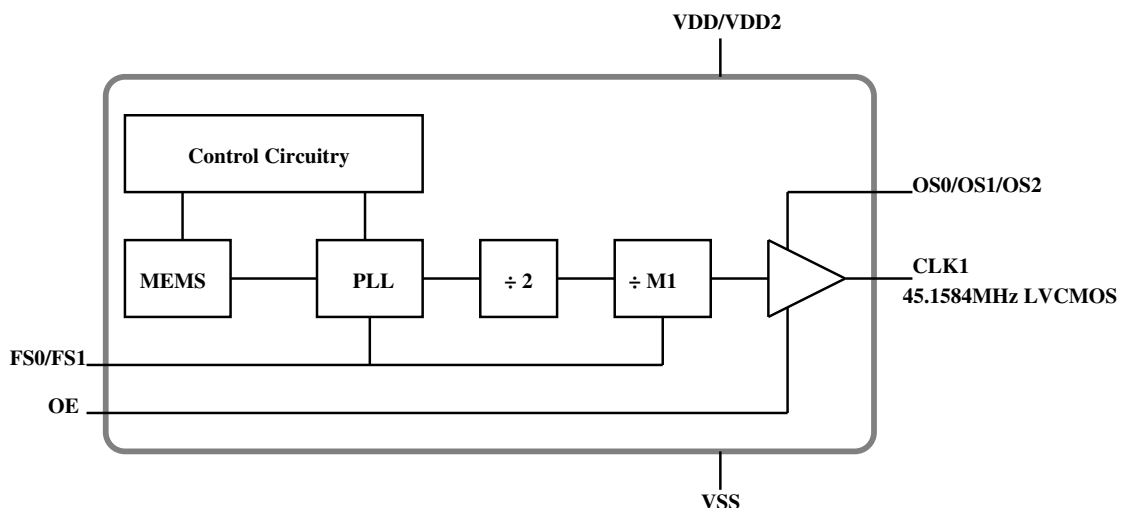 VDD/VDD2
Control Circuitry
OS0/OS1/OS2
MEMS
PLL
÷ 2
÷ M1
CLK1
45.1584MHz LVCMOS
FS0/FS1
OE
VSS